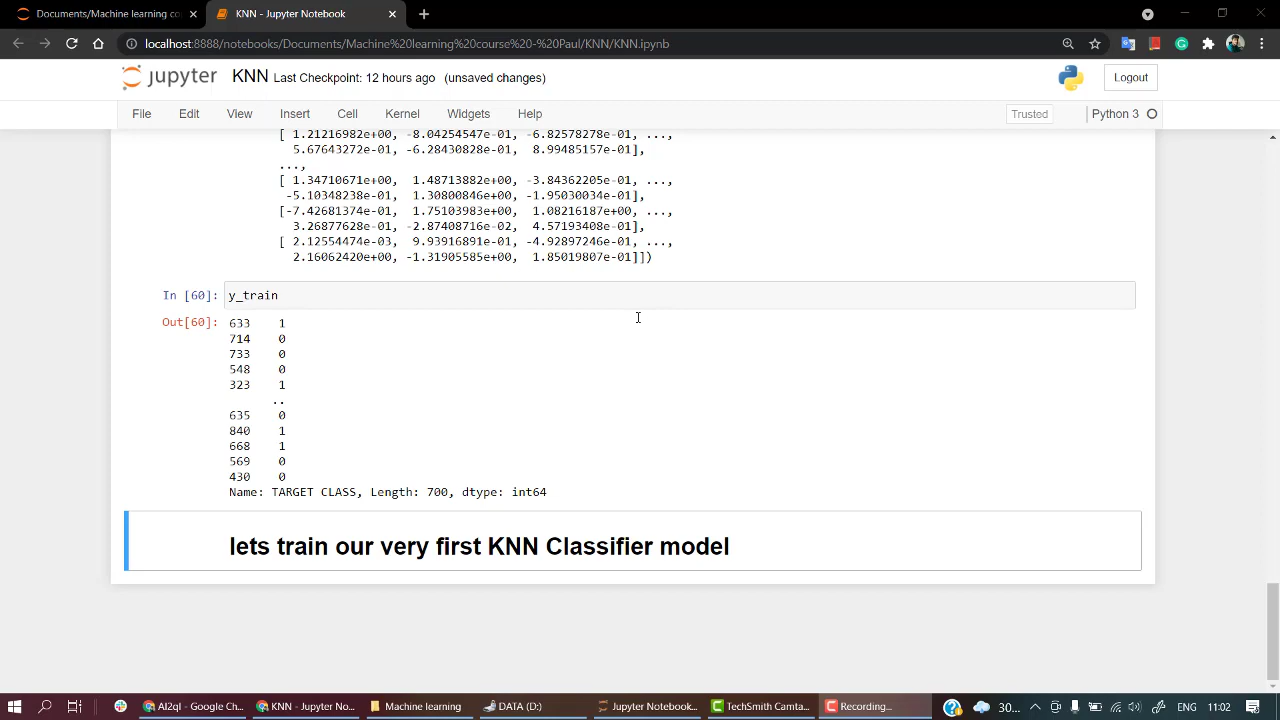 Documents/Machine learning co
KNN - Jupyter Notebook
localhost:8888/notebooks/Documents/Machine%20learning%20course%20-%20Paul/KNN/KNN.ipynb
jupyter KNN Last Checkpoint: 12 hours ago (unsaved changes)
Logout
File Edit View Insert Cell Kernel Widgets Help
Trusted
Python 3
[ 1.21216982e+00, -8.04254547e-01, -6.82578278e-01, ...,
5.67643272e-01, -6.28430828e-01, 8.99485157e-01],
...,
[ 1.34710671e+00, 1.48713882e+00, -3.84362205e-01, ...,
-5.10348238e-01, 1.30800846e+00, -1.95030034e-01],
[-7.42681374e-01, 1.75103983e+00, 1.08216187e+00, ...,
3.26877628e-01, -2.87408716e-02, 4.57193408e-01],
[ 2.12554474e-03, 9.93916891e-01, -4.92897246e-01, ...,
2.16062420e+00, -1.31905585e+00, 1.85019807e-01]])
In [60]: y_train
Out[60]: 633 1
714 0
733 0
548 0
323 1
..
635 0
840 1
668 1
569 0
430 0
Name: TARGET CLASS, Length: 700, dtype: int64
lets train our very first KNN Classifier model
AI2ql - Google Ch...
KNN - Jupyter No...
Machine learning
DATA (D:)
Jupyter Notebook...
TechSmith Camta...
Recording...
30...
ENG
11:02